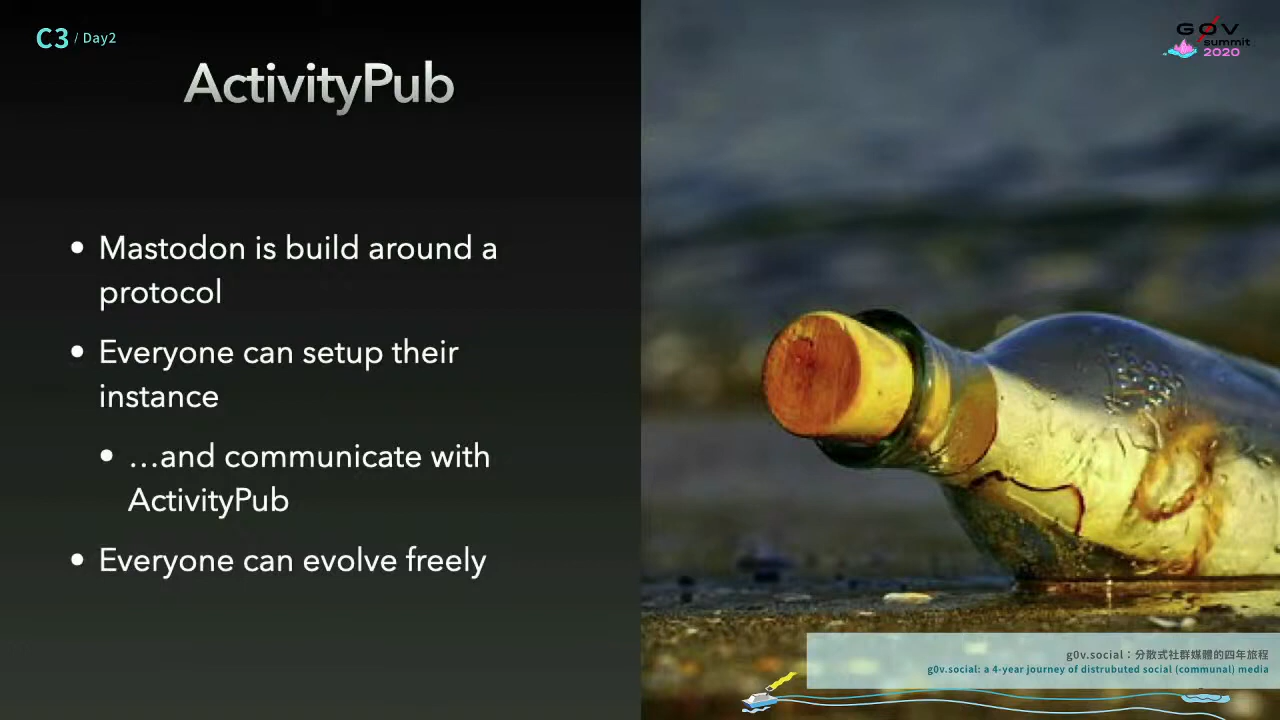 C3 / Day2
GØV
summit
2020
ActivityPub
• Mastodon is build around a
protocol
• Everyone can setup their
instance
• …and communicate with
ActivityPub
• Everyone can evolve freely
g0v.social：分散式社群媒體的四年旅程
g0v.social: a 4-year journey of distrubuted social (communal) media